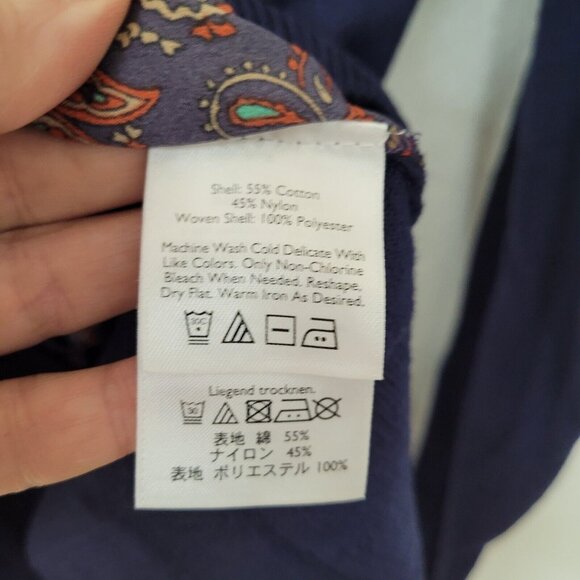 Shell: 55% Cotton
45% Nylon
Woven Shell: 100% Polyester
Machine Wash Cold Delicate With
Like Colors. Only Non-Chlorine
Bleach When Needed. Reshape,
Dry Flat. Warm Iron As Desired.
30C
Liegend trocknen.
30
表地 綿 55%
ナイロン 45%
表地 ポリエステル 100%